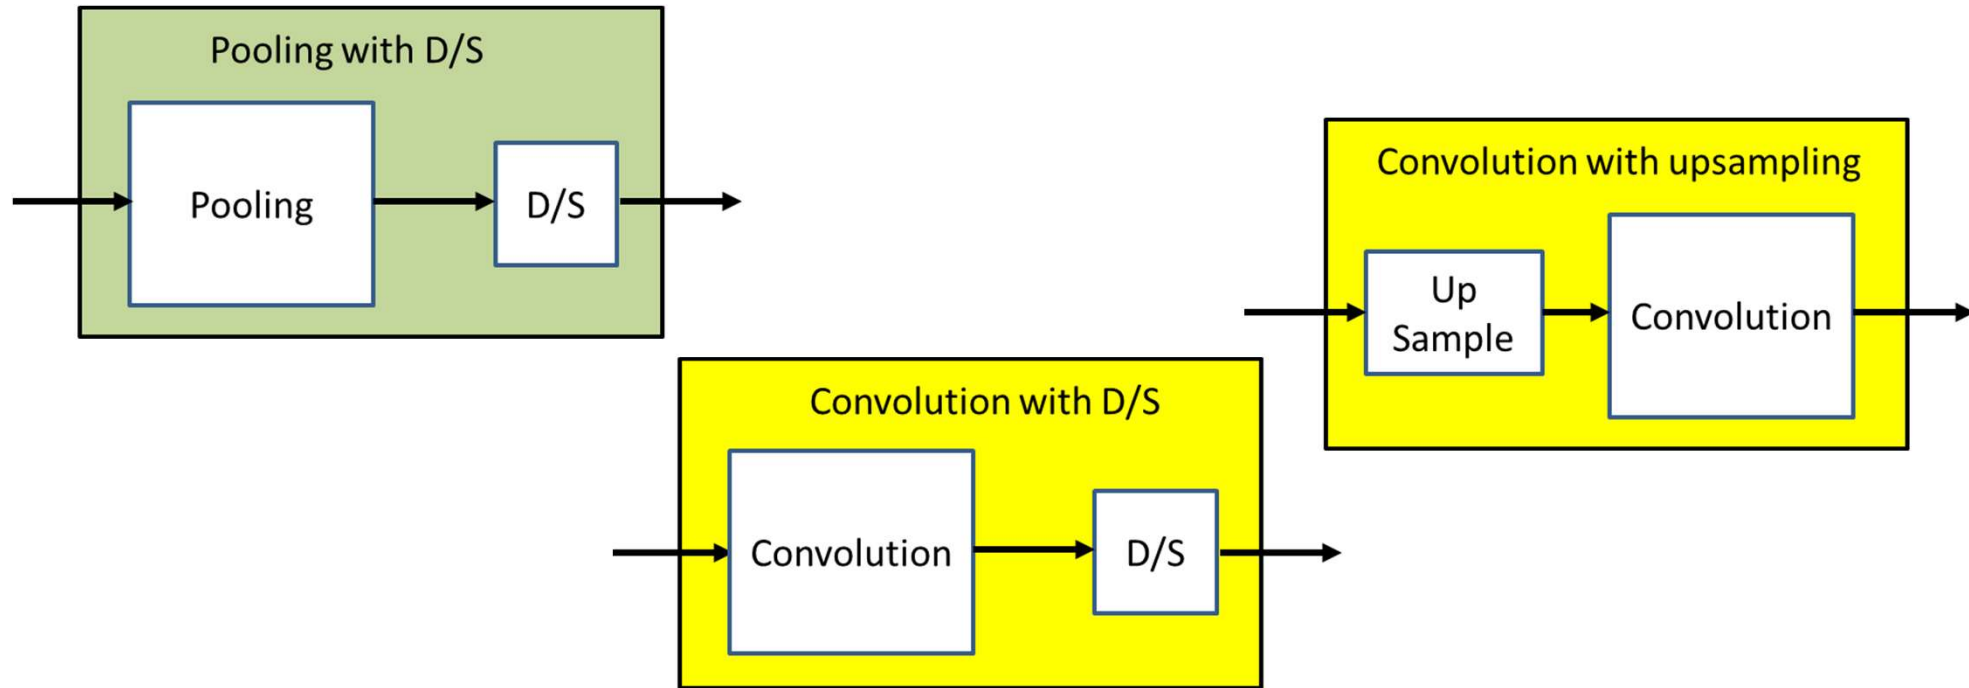 Pooling with D/S
Pooling
D/S
Convolution with upsampling
Up
Sample
Convolution
Convolution with D/S
Convolution
D/S